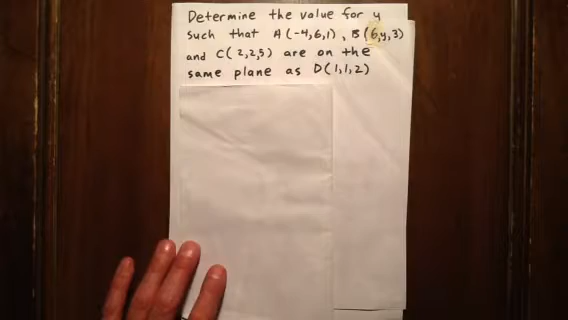 Determine the value for y
such that A(-4,6,1), B(6,y,3)
and C(2,2,5) are on the
same plane as D(1,1,2)